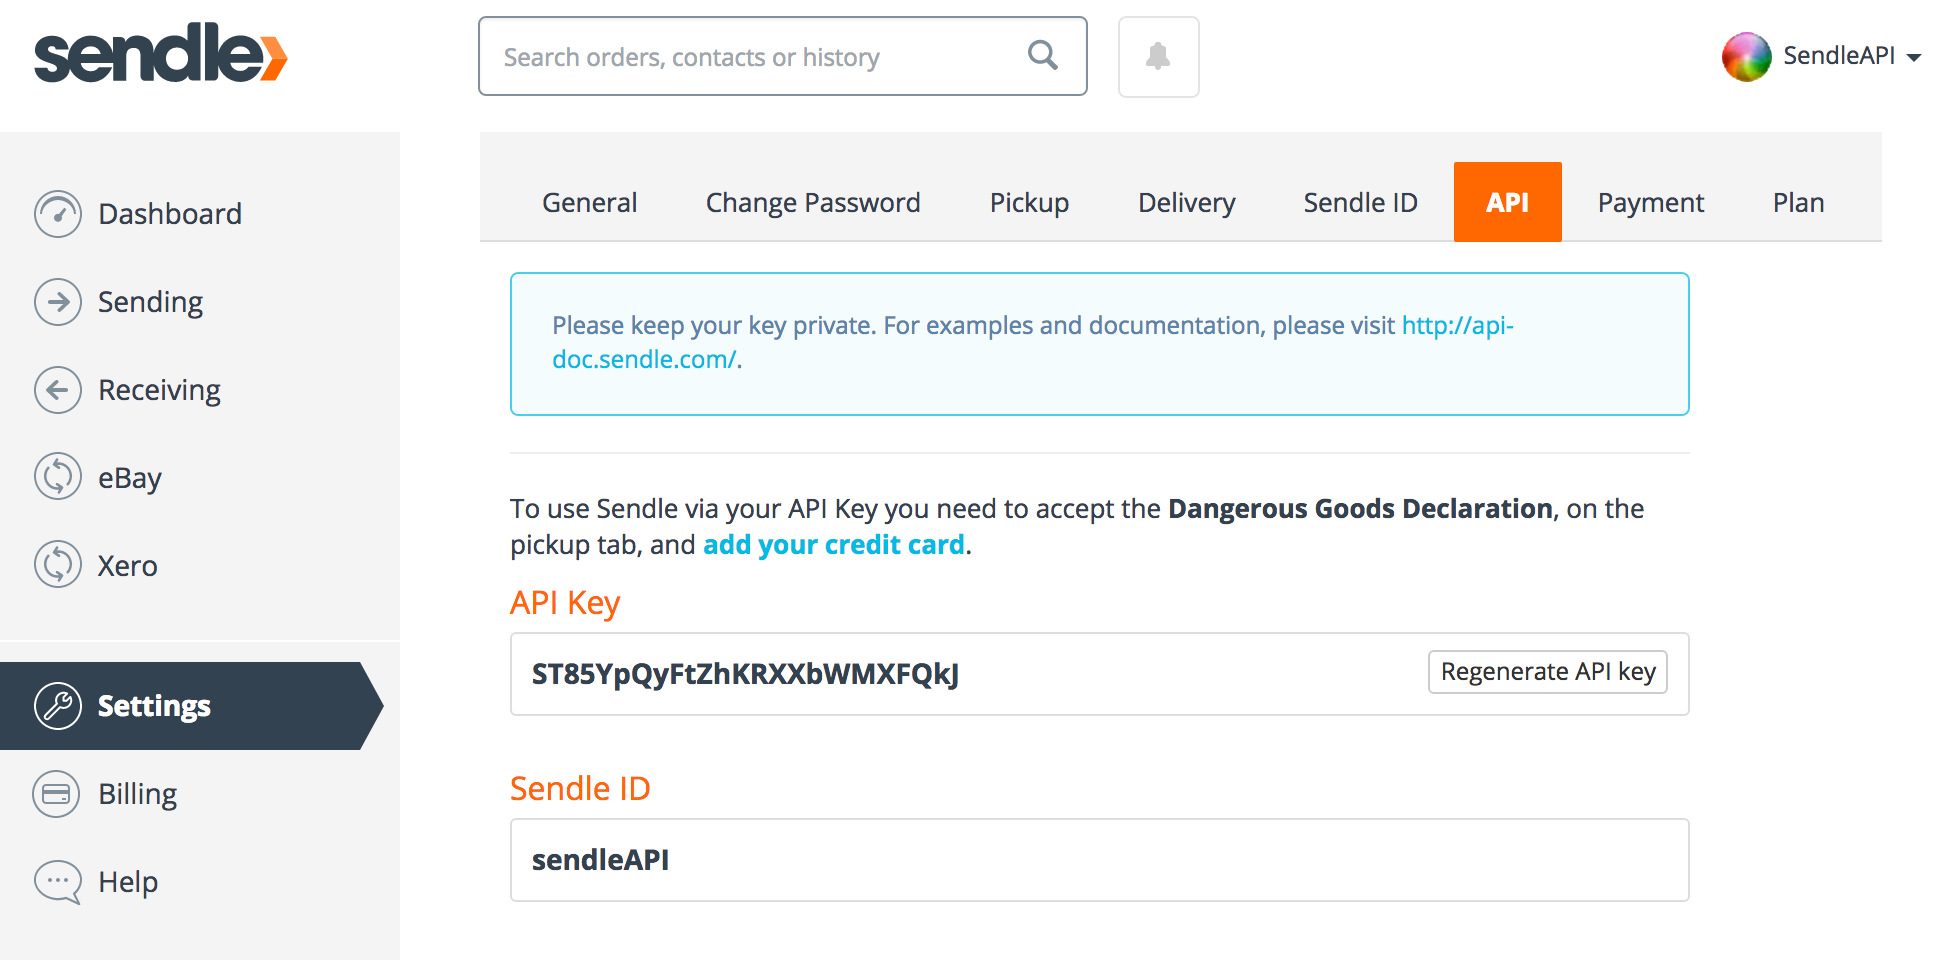 sendle
Search orders, contacts or history
SendleAPI
Dashboard
Sending
Receiving
eBay
Xero
Settings
Billing
Help
General
Change Password
Pickup
Delivery
Sendle ID
API
Payment
Plan
Please keep your key private. For examples and documentation, please visit http://api-
doc.sendle.com/.
To use Sendle via your API Key you need to accept the Dangerous Goods Declaration, on the
pickup tab, and add your credit card.
API Key
ST85YpQyFtZhKRXXbWMXFQkJ
Regenerate API key
Sendle ID
sendleAPI